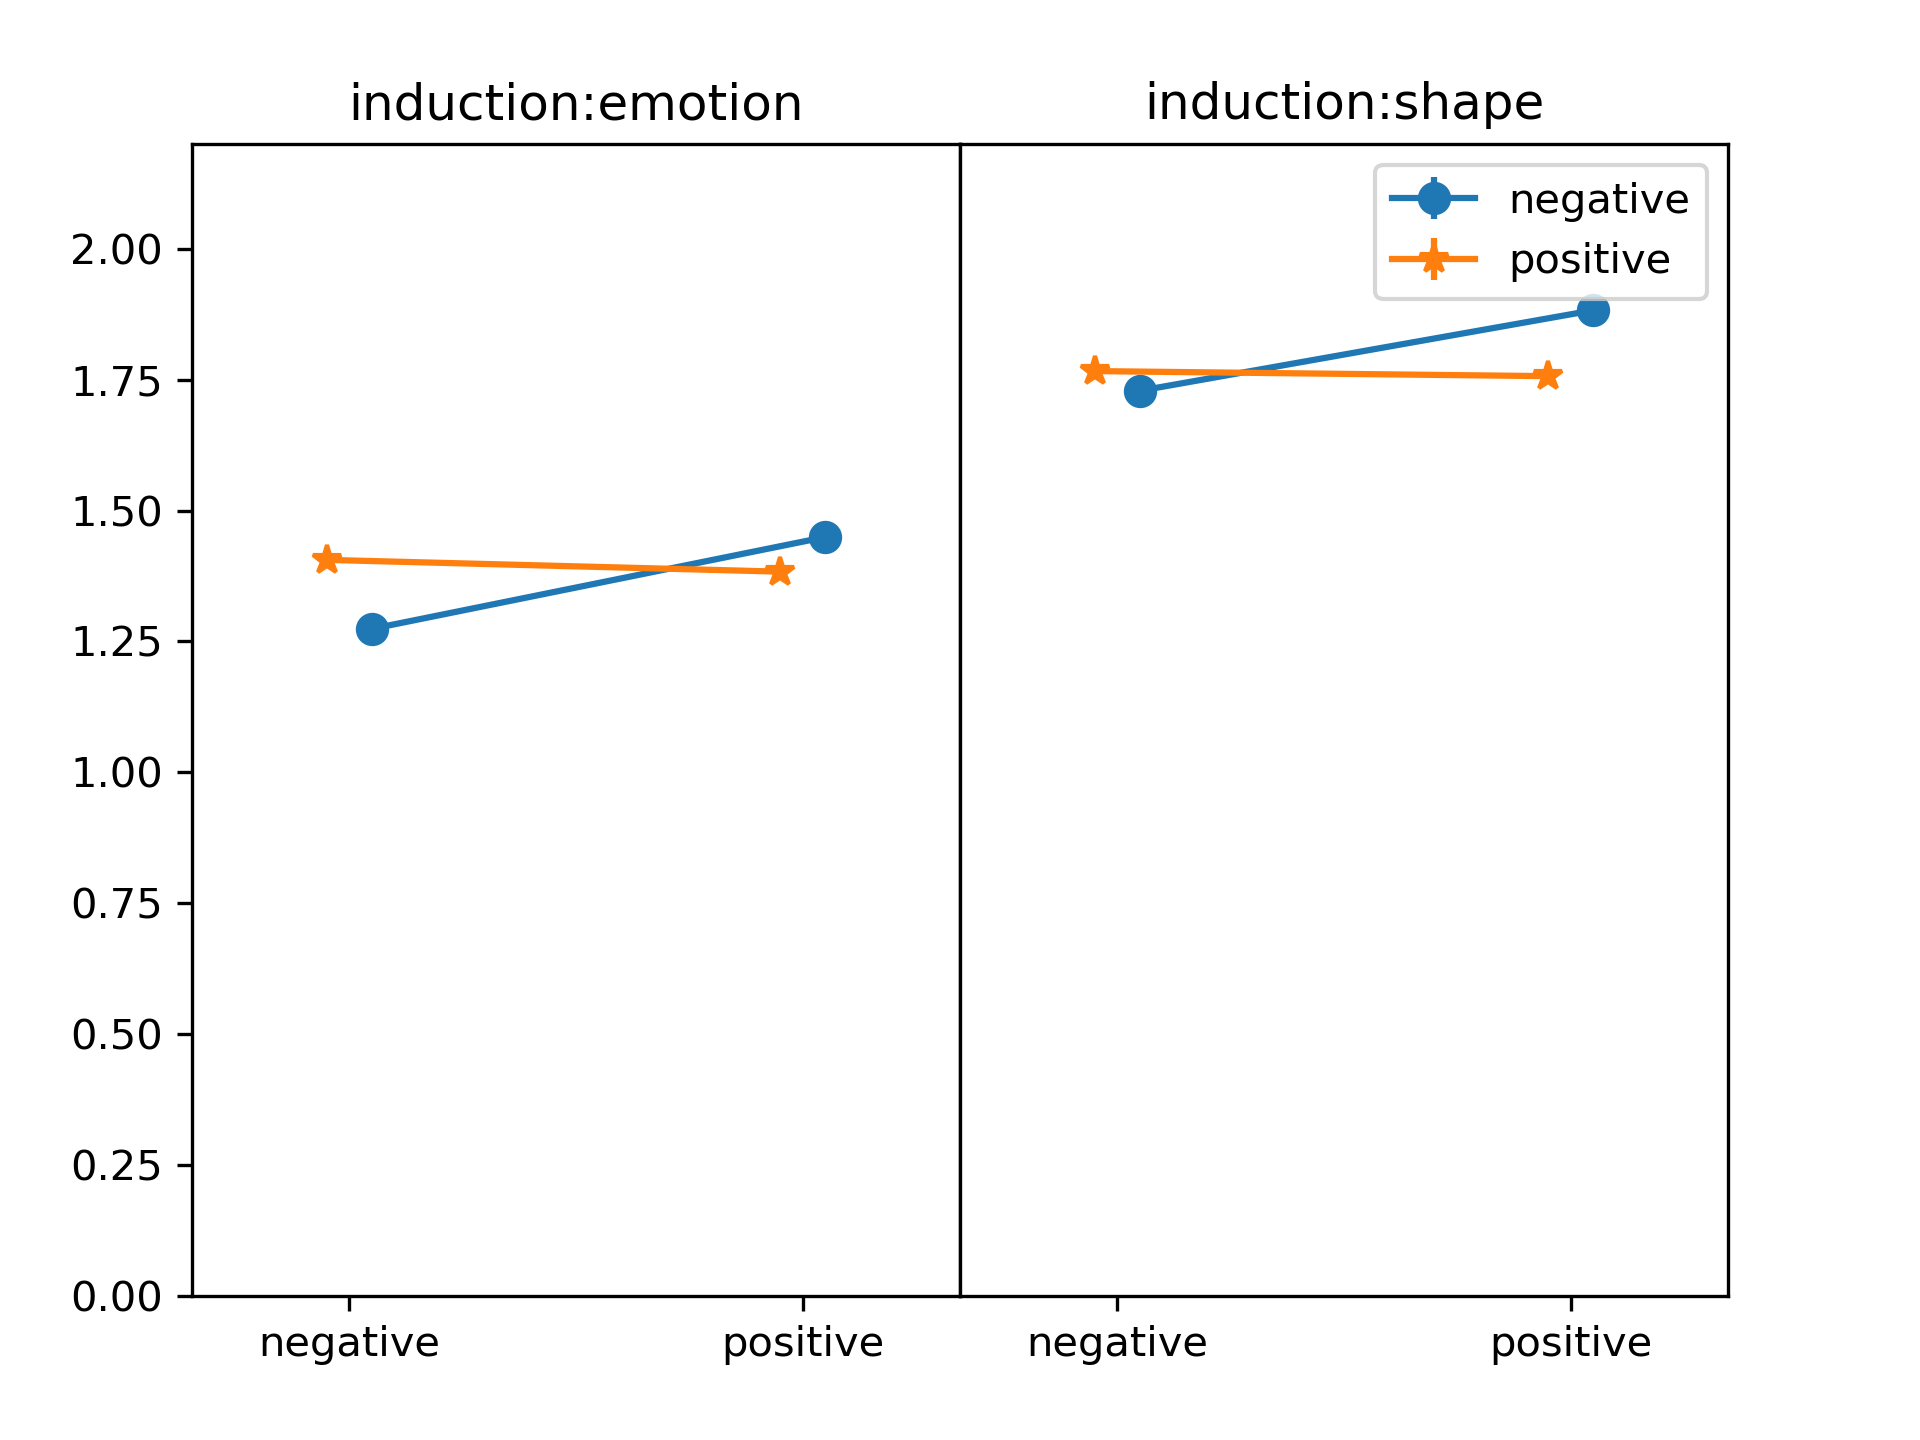 induction:emotion
induction:shape
negative
positive
2.00
1.75
1.50
1.25
1.00
0.75
0.50
0.25
0.00
negative
positive
negative
positive